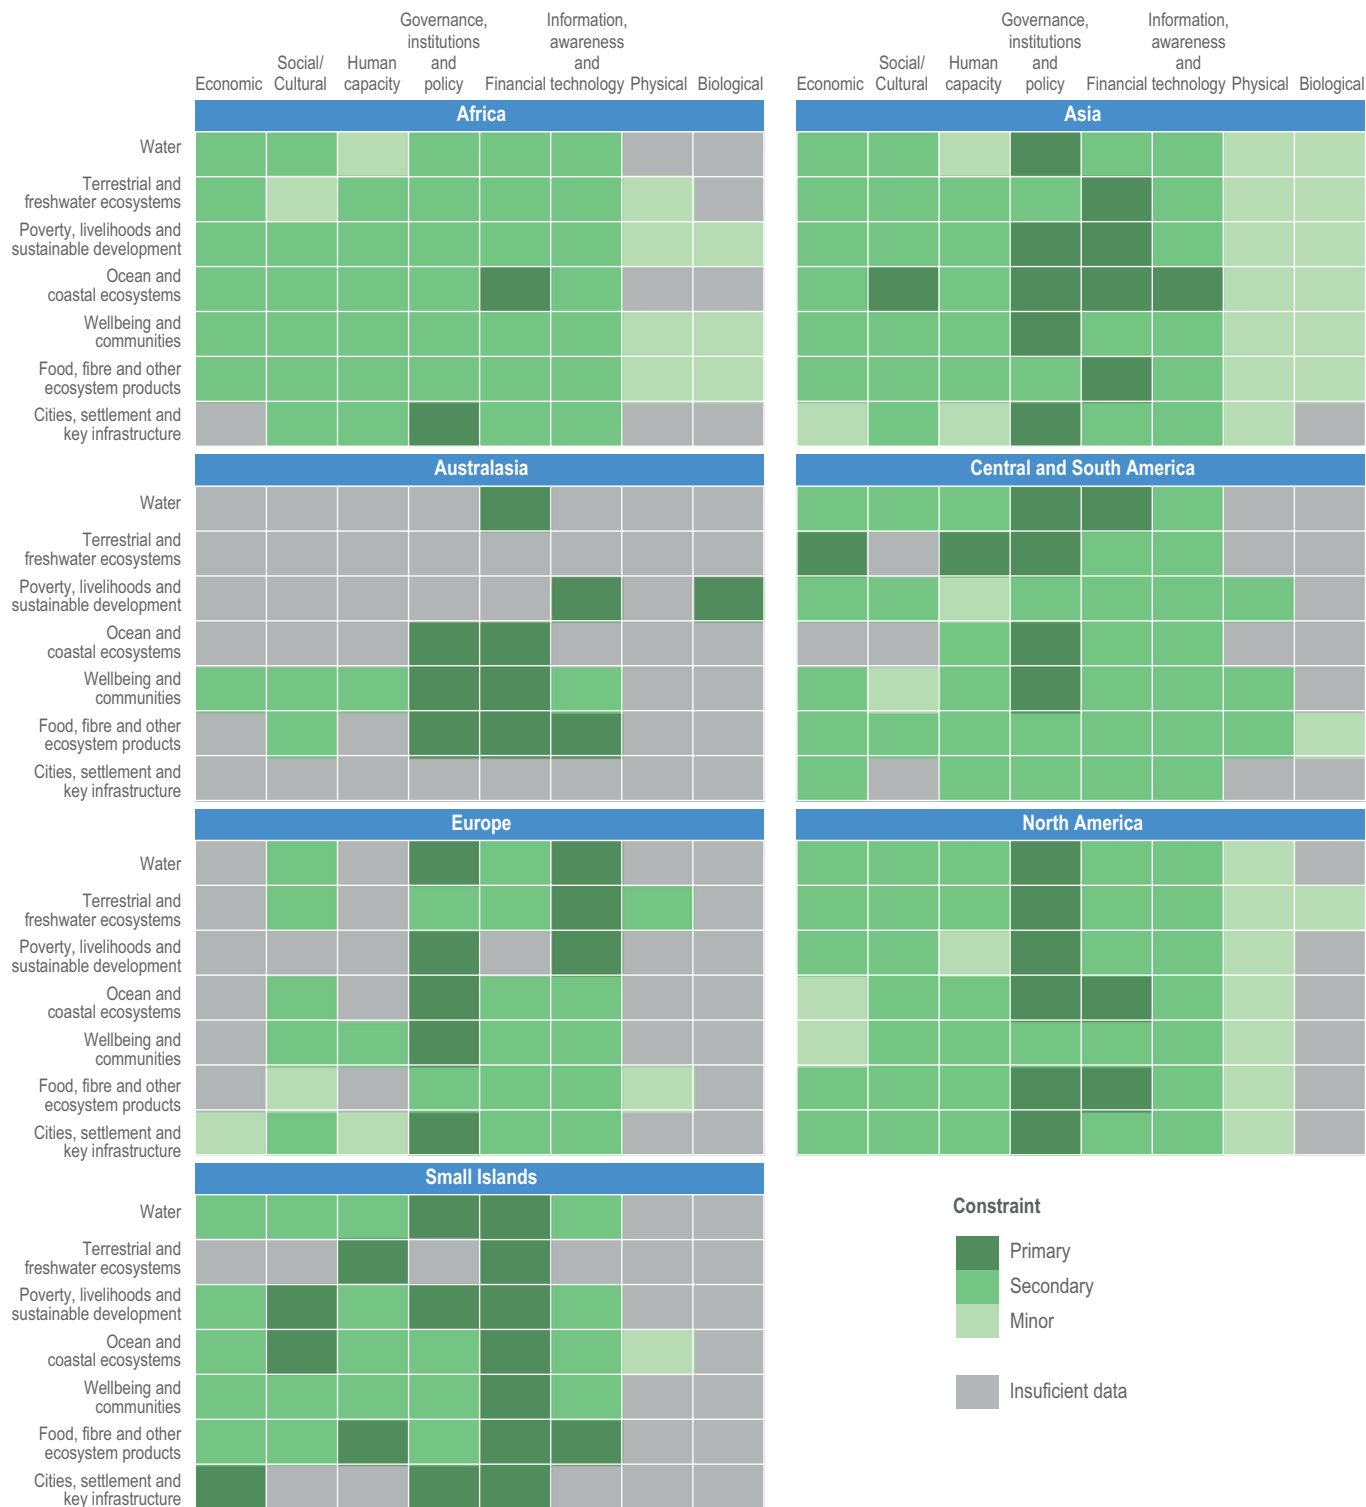 Governance,
institutions
and
policy
Information,
awareness
and
technology
Economic
Social/
Cultural
Human
capacity
Financial
Physical
Biological
Governance,
institutions
and
policy
Information,
awareness
and
technology
Economic
Social/
Cultural
Human
capacity
Financial
Physical
Biological
Africa
Asia
Water
Terrestrial and
freshwater ecosystems
Poverty, livelihoods and
sustainable development
Ocean and
coastal ecosystems
Wellbeing and
communities
Food, fibre and other
ecosystem products
Cities, settlement and
key infrastructure
Australasia
Central and South America
Water
Terrestrial and
freshwater ecosystems
Poverty, livelihoods and
sustainable development
Ocean and
coastal ecosystems
Wellbeing and
communities
Food, fibre and other
ecosystem products
Cities, settlement and
key infrastructure
Europe
North America
Water
Terrestrial and
freshwater ecosystems
Poverty, livelihoods and
sustainable development
Ocean and
coastal ecosystems
Wellbeing and
communities
Food, fibre and other
ecosystem products
Cities, settlement and
key infrastructure
Small Islands
Water
Terrestrial and
freshwater ecosystems
Poverty, livelihoods and
sustainable development
Ocean and
coastal ecosystems
Wellbeing and
communities
Food, fibre and other
ecosystem products
Cities, settlement and
key infrastructure
Constraint
Primary
Secondary
Minor
Insuficient data